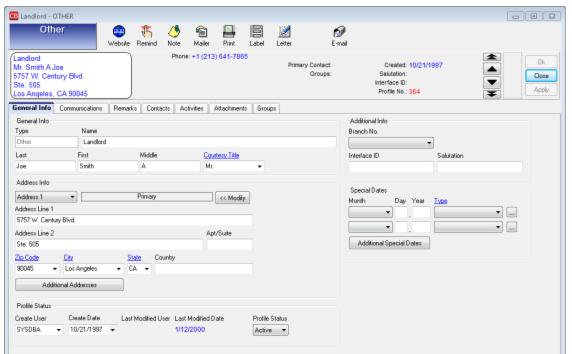 Landlord - OTHER
Other
Website Remind Note Mailer Print Label Letter E-mail
Landlord
Mr. Smith A Joe
5757 W. Century Blvd.
Ste. 505
Los Angeles, CA 90045
Phone: +1 (213) 641-7865
Primary Contact:
Groups:
Created: 10/21/1997
Salutation:
Interface ID:
Profile No.: 364
Ok
Close
Apply
General Info Communications Remarks Contacts Activities Attachments Groups
General Info
Type Name
Other Landlord
Last First Middle Courtesy Title
Joe Smith A Mr.
Address Info
Address 1 Primary << Modify
Address Line 1
5757 W. Century Blvd.
Address Line 2 Apt/Suite
Ste. 505
Zip Code City State Country
90045 Los Angeles CA
Additional Addresses
Profile Status
Create User Create Date Last Modified User Last Modified Date Profile Status
SYSDBA 10/21/1997 1/12/2000 Active
Additional Info
Branch No.
Interface ID Salutation
Special Dates
Month Day Year Type
, ...
, ...
Additional Special Dates